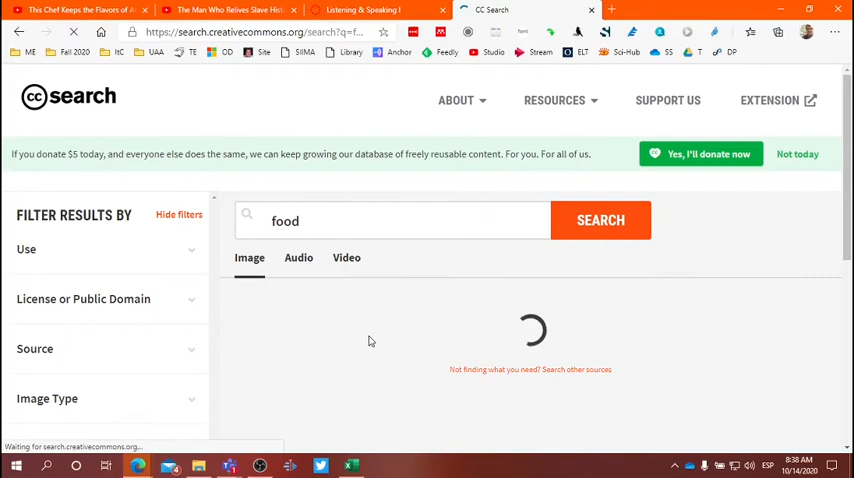 This Chef Keeps the Flavors of A
The Man Who Relives Slave Hist
Listening & Speaking I
CC Search
https://search.creativecommons.org/search?q=f...
ME
Fall 2020
ItC
UAA
TE
OD
Site
SIIMA
Library
Anchor
Feedly
Studio
Stream
ELT
Sci-Hub
SS
T
DP
cc search
ABOUT
RESOURCES
SUPPORT US
EXTENSION
If you donate $5 today, and everyone else does the same, we can keep growing our database of freely reusable content. For you. For all of us.
Yes, I'll donate now
Not today
FILTER RESULTS BY
Hide filters
food
SEARCH
Use
Image
Audio
Video
License or Public Domain
Source
Not finding what you need? Search other sources
Image Type
Waiting for search.creativecommons.org...
4
1
ESP
8:38 AM
10/14/2020